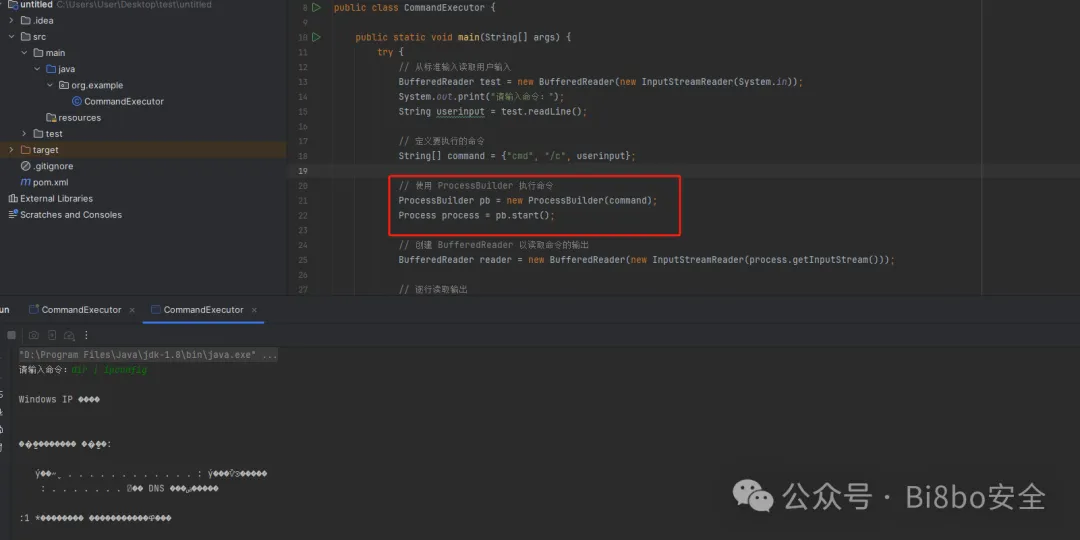 untitled C:\Users\User\Desktop\test\untitled
.idea
src
main
java
org.example
CommandExecutor
resources
test
target
.gitignore
pom.xml
External Libraries
Scratches and Consoles
8 public class CommandExecutor {
9
10 public static void main(String[] args) {
11 try {
12 // 从标准输入读取用户输入
13 BufferedReader test = new BufferedReader(new InputStreamReader(System.in));
14 System.out.print("请输入命令：");
15 String userinput = test.readLine();
16
17 // 定义要执行的命令
18 String[] command = {"cmd", "/c", userinput};
19
20 // 使用 ProcessBuilder 执行命令
21 ProcessBuilder pb = new ProcessBuilder(command);
22 Process process = pb.start();
23
24 // 创建 BufferedReader 以读取命令的输出
25 BufferedReader reader = new BufferedReader(new InputStreamReader(process.getInputStream()));
26
27 // 逐行读取输出
un CommandExecutor × CommandExecutor ×
"D:\Program Files\Java\jdk-1.8\bin\java.exe" ...
请输入命令：dir | ipconfig
Windows IP ����
DNS
公众号 · Bi8bo安全